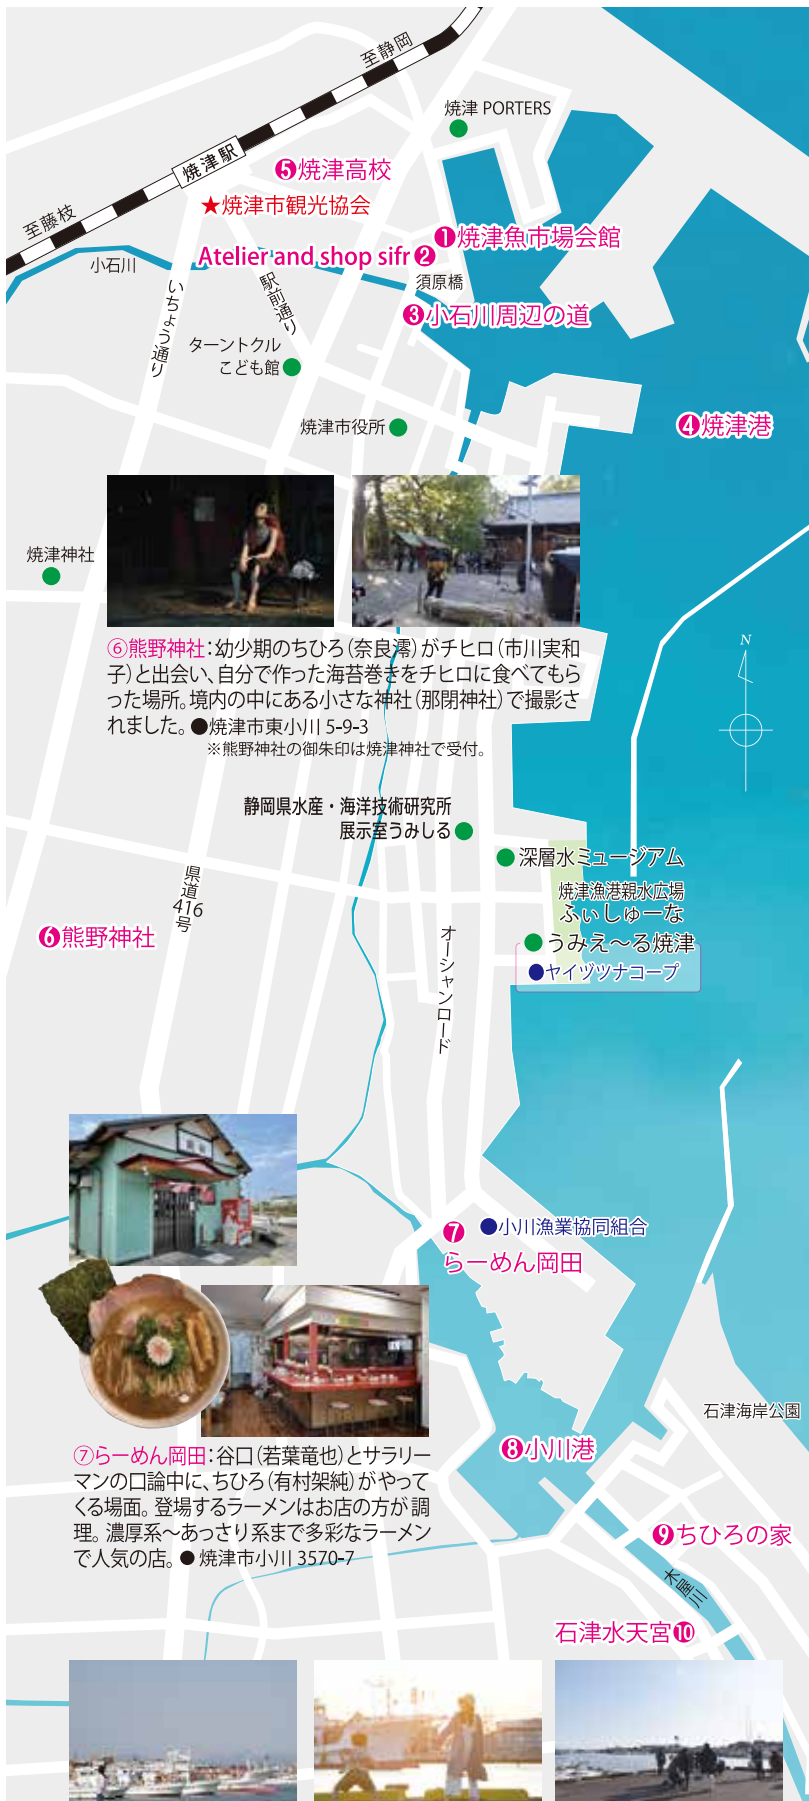 至静岡
焼津 PORTERS
焼津駅
❺焼津高校
★焼津市観光協会
至藤枝
❶焼津魚市場会館
Atelier and shop sifr❷
小石川
須原橋
駅前通り
いちょう通り
❸小石川周辺の道
ターントクル
こども館
❹焼津港
焼津市役所
焼津神社
⑥熊野神社：幼少期のちひろ（奈良澪）がチヒロ（市川実和
子）と出会い、自分で作った海苔巻きをチヒロに食べてもら
った場所。境内の中にある小さな神社（那閉神社）で撮影さ
れました。●焼津市東小川 5-9-3
※熊野神社の御朱印は焼津神社で受付。
N
静岡県水産・海洋技術研究所
展示室うみしる
深層水ミュージアム
県道416号
焼津漁港親水広場
ふぃしゅーな
❻熊野神社
うみえ〜る焼津
●ヤイヅツナコープ
オーシャンロード
❼
らーめん岡田
●小川漁業協同組合
石津海岸公園
❽小川港
⑦らーめん岡田：谷口（若葉竜也）とサラリー
マンの口論中に、ちひろ（有村架純）がやって
くる場面。登場するラーメンはお店の方が調
理。濃厚系〜あっさり系まで多彩なラーメン
で人気の店。● 焼津市小川 3570-7
❾ちひろの家
木屋川
石津水天宮❿